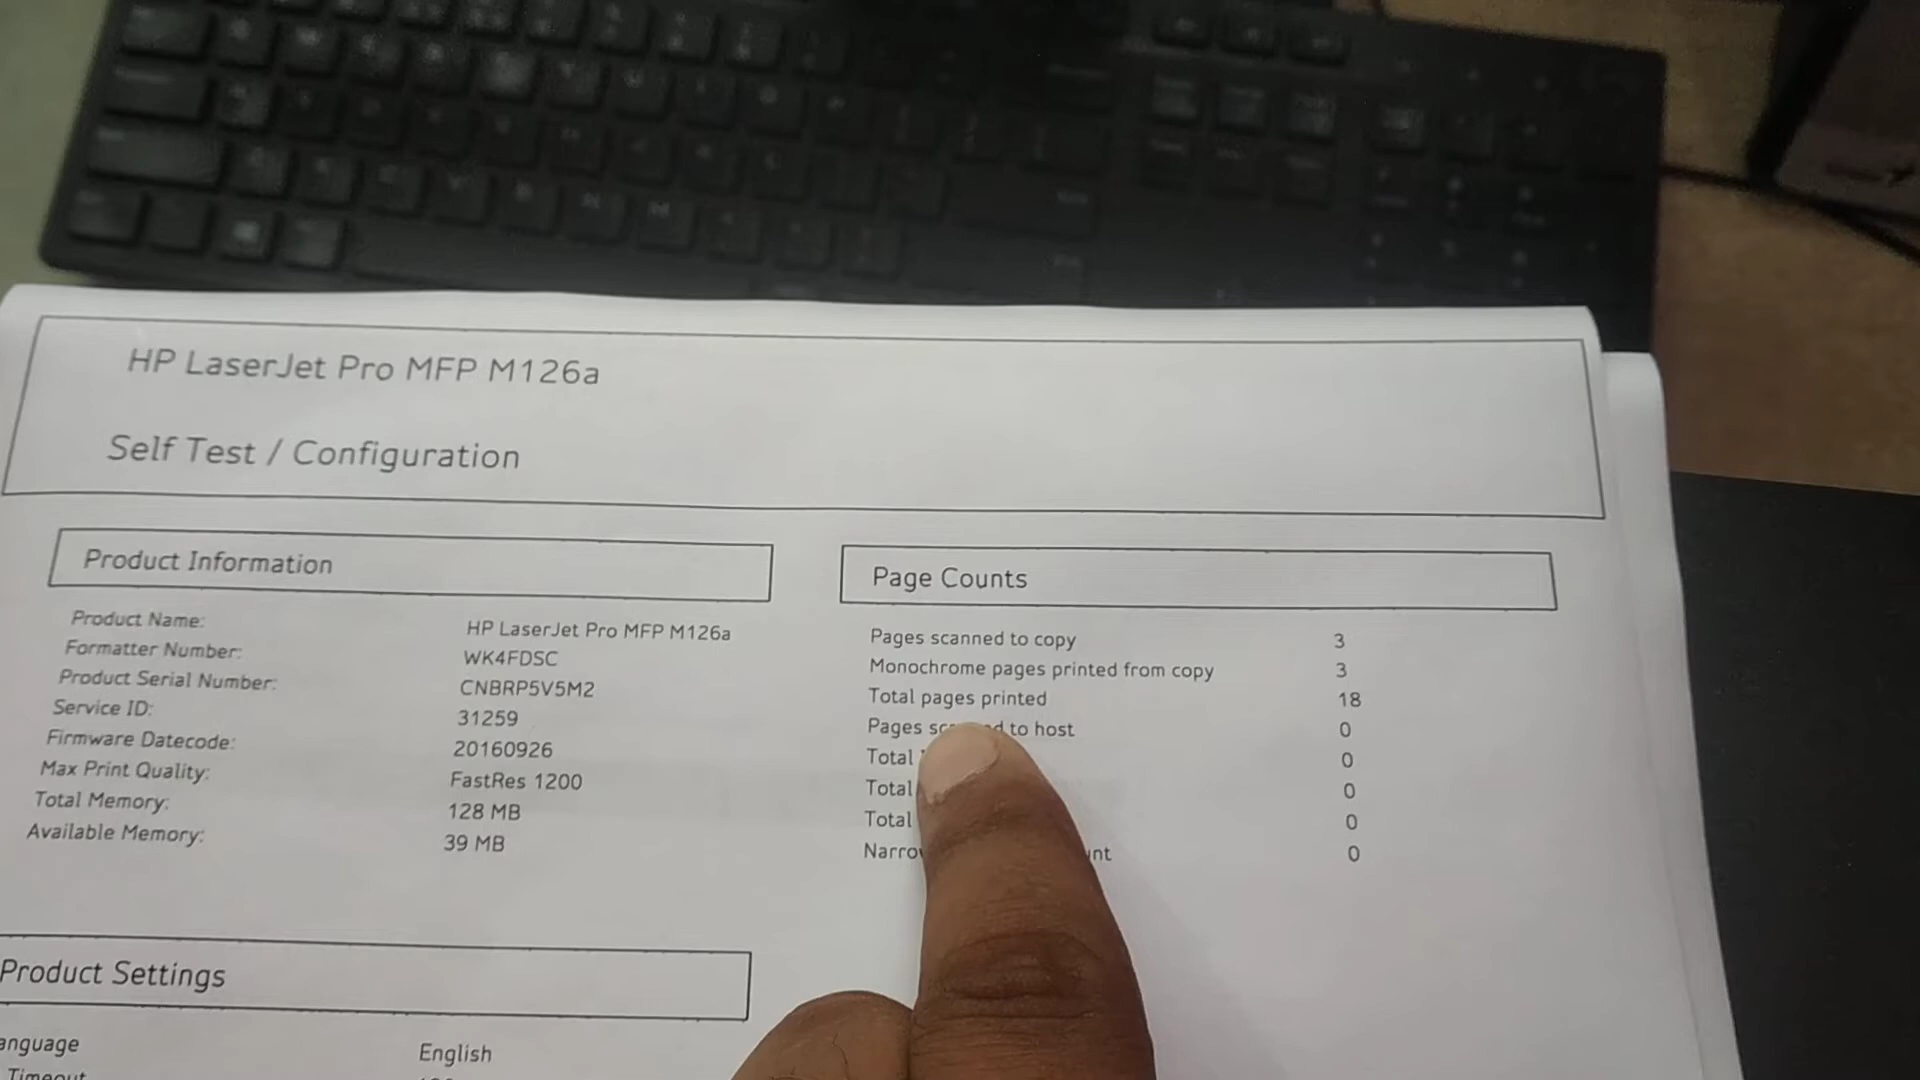 HP LaserJet Pro MFP M126a
Self Test / Configuration
Product Information
Product Name: HP LaserJet Pro MFP M126a
Formatter Number: WK4FDSC
Product Serial Number: CNBRP5V5M2
Service ID: 31259
Firmware Datecode: 20160926
Max Print Quality: FastRes 1200
Total Memory: 128 MB
Available Memory: 39 MB
Page Counts
Pages scanned to copy 3
Monochrome pages printed from copy 3
Total pages printed 18
Pages to host 0
Total 0
Total 0
Total 0
0
Product Settings
English